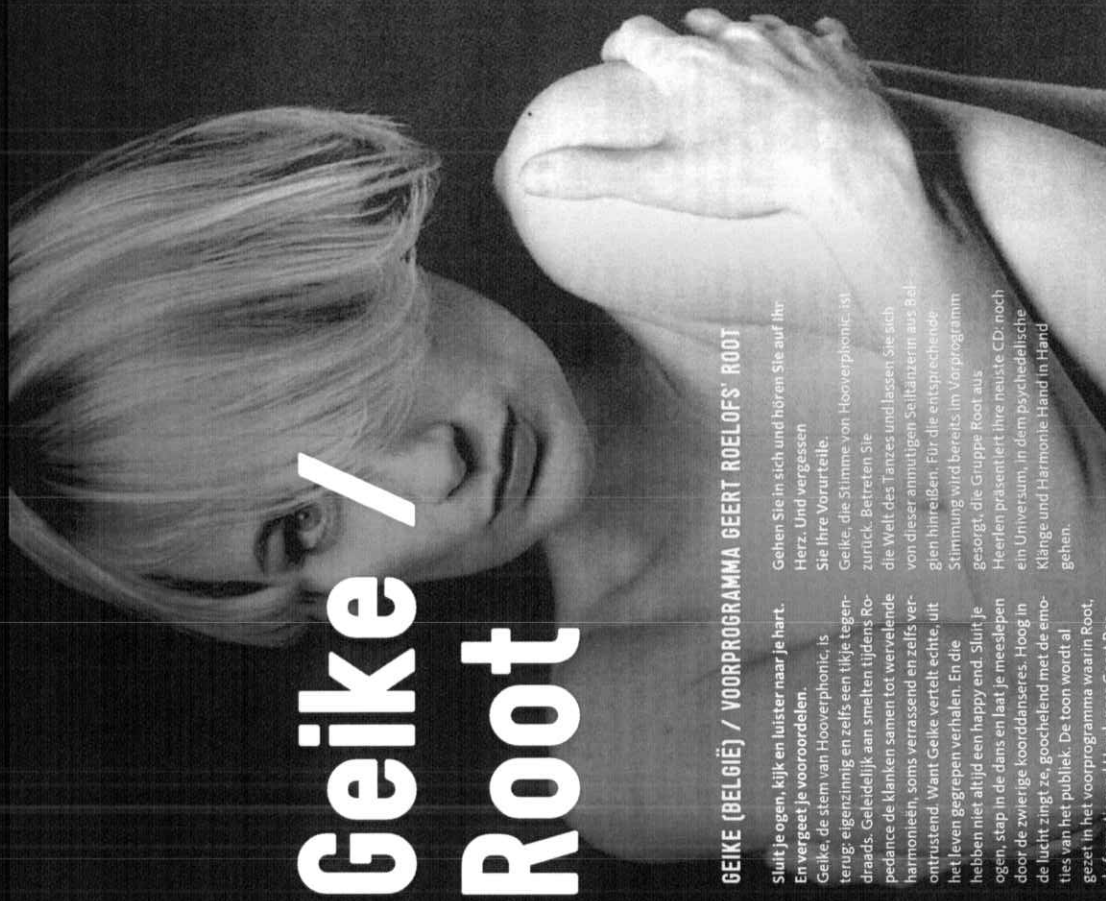 Geike /
Root
GEIKE (BELGIË) / VOORPROGRAMMA GEERT ROELOFS' ROOT
Sluit je ogen, kijk en luister naar je hart.
En vergeet je vooroordelen.
Geike, de stem van Hooverphonic, is
terug: eigenzinnig en zelfs een tikje tegen-
draads. Geleidelijk aan smelten tijdens Ro-
pedance de klanken samen tot wervelende
harmonieën, soms verrassend en zelfs ver-
ontrustend. Want Geike vertelt echte, uit
het leven gegrepen verhalen. En die
hebben niet altijd een happy end. Sluit je
ogen, stap in de dans en laat je meeslepen
door de zwierige koorddanseres. Hoog in
de lucht zingt ze, goochelend met de emo-
ties van het publiek. De toon wordt al
gezet in het voorprogramma waarin Root,
Gehen Sie in sich und hören Sie auf Ihr
Herz. Und vergessen
Sie Ihre Vorurteile.
Geike, die Stimme von Hooverphonic, ist
zurück. Betreten Sie
die Welt des Tanzes und lassen Sie sich
von dieser anmutigen Seiltänzerin aus Bel-
gien hinreißen. Für die entsprechende
Stimmung wird bereits im Vorprogramm
gesorgt, die Gruppe Root aus
Heerlen präsentiert ihre neuste CD: noch
ein Universum, in dem psychedelische
Klänge und Harmonie Hand in Hand
gehen.